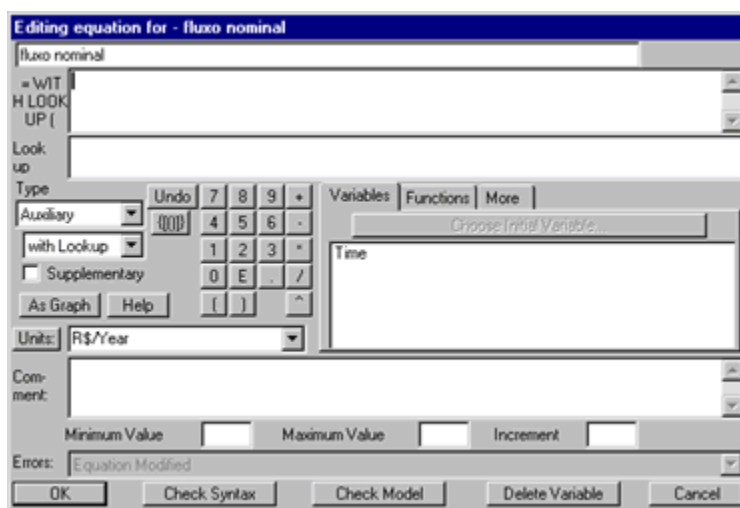 Editing equation for - fluxo nominal
fluxo nominal
= WIT
H LOOK
UP (
Look
up
Type
Undo 7 8 9 +
Variables Functions More
Auxiliary
{[()]} 4 5 6 -
Choose Initial Variable...
with Lookup
1 2 3 *
Time
Supplementary
0 E . /
As Graph Help ( ) ^
Units: R$/Year
Com-
ment:
Minimum Value Maximum Value Increment
Errors: Equation Modified
OK Check Syntax Check Model Delete Variable Cancel